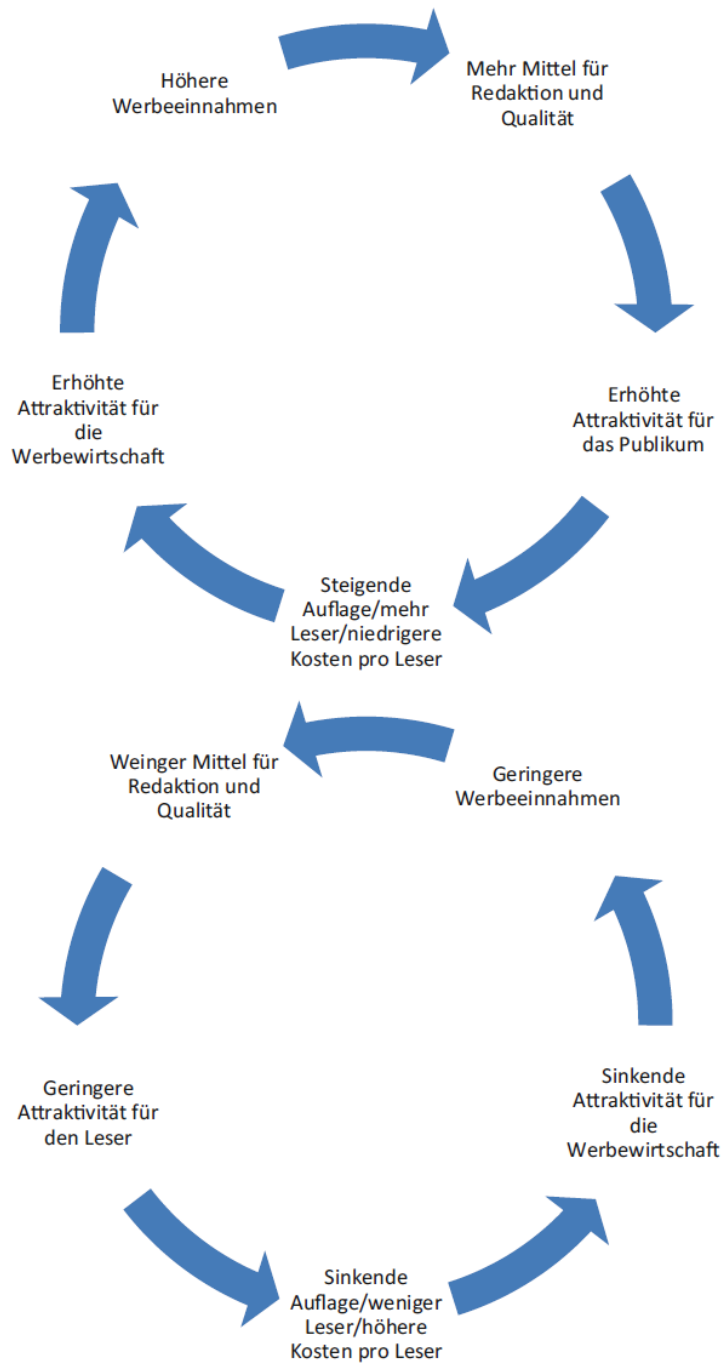 Höhere
Werbeeinnahmen
Mehr Mittel für
Redaktion und
Qualität
Erhöhte
Attraktivität für
das Publikum
Steigende
Auflage/mehr
Leser/niedrigere
Kosten pro Leser
Erhöhte
Attraktivität für
die
Werbewirtschaft
Weinger Mittel für
Redaktion und
Qualität
Geringere
Attraktivität für
den Leser
Sinkende
Auflage/weniger
Leser/höhere
Kosten pro Leser
Sinkende
Attraktivität für
die
Werbewirtschaft
Geringere
Werbeeinnahmen